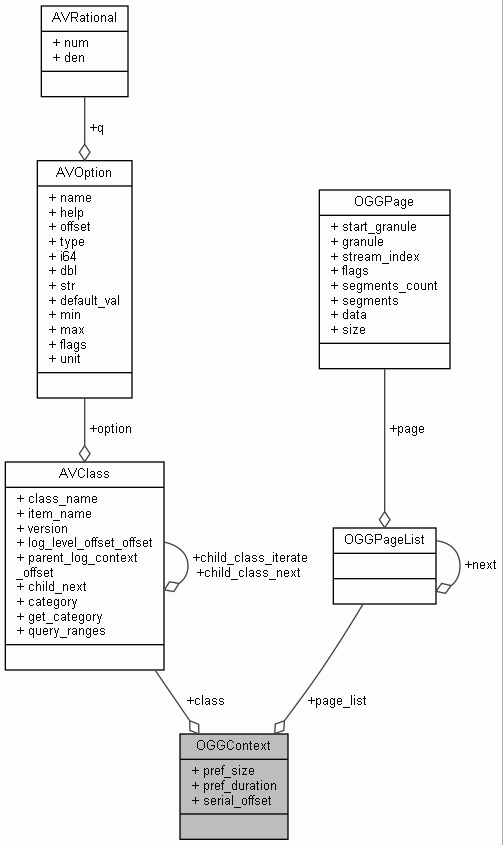 AVRational
+ num
+ den
+q
AVOption
+ name
+ help
+ offset
+ type
+ i64
+ dbl
+ str
+ default_val
+ min
+ max
+ flags
+ unit
OGGPage
+ start_granule
+ granule
+ stream_index
+ flags
+ segments_count
+ segments
+ data
+ size
+option
+page
AVClass
+ class_name
+ item_name
+ version
+ log_level_offset_offset
+ parent_log_context
_offset
+ child_next
+ category
+ get_category
+ query_ranges
+child_class_iterate
+child_class_next
OGGPageList
+next
+class
+page_list
OGGContext
+ pref_size
+ pref_duration
+ serial_offset